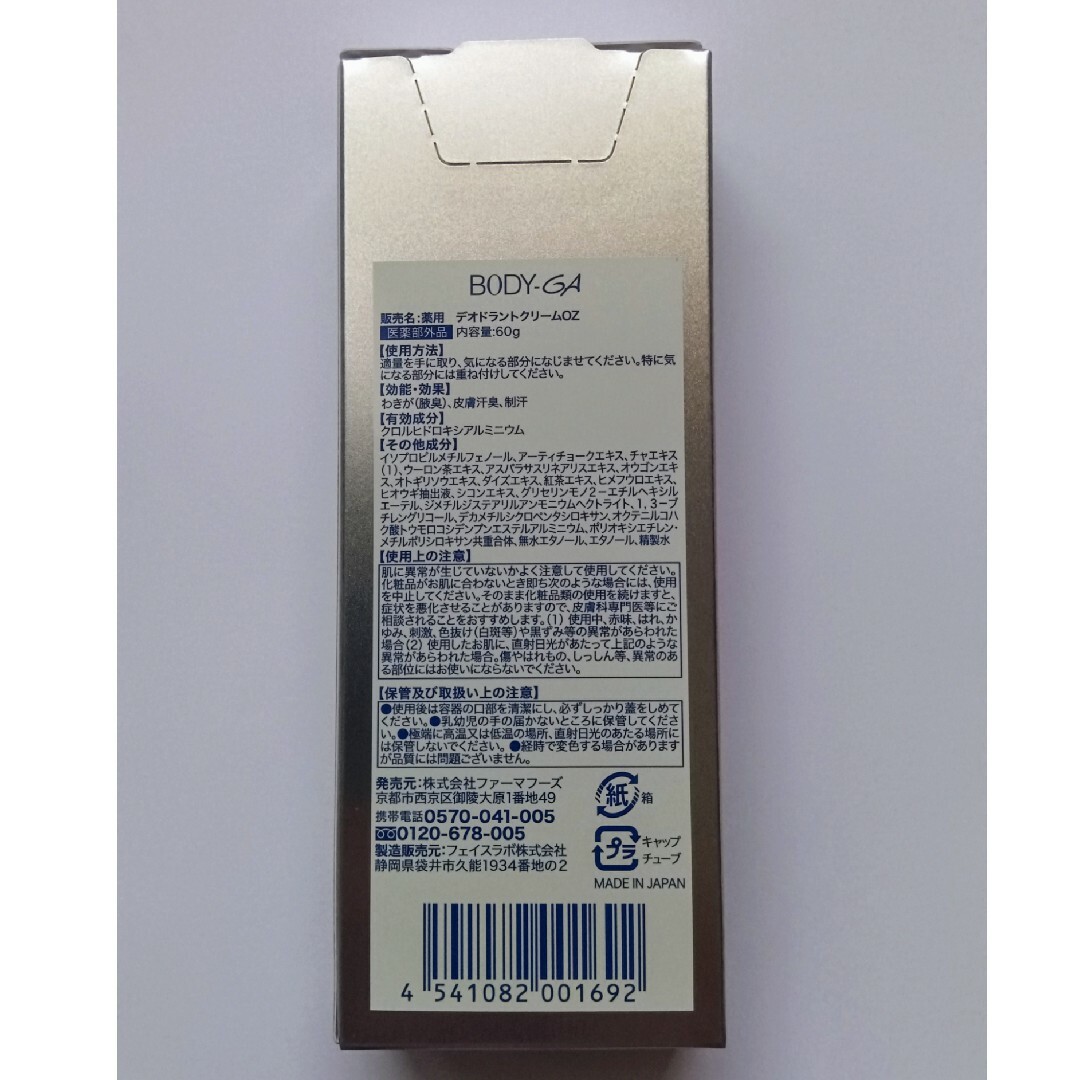 BODY-GA
販売名:薬用 デオドラントクリームOZ
医薬部外品 内容量:60g
【使用方法】
適量を手に取り、気になる部分になじませてください。特に気
になる部分には重ね付けしてください。
【効能・効果】
わきが(腋臭)、皮膚汗臭、制汗
【有効成分】
クロルヒドロキシアルミニウム
【その他成分】
イソプロピルメチルフェノール、アーティチョークエキス、チャエキス
(1)、ウーロン茶エキス、アスパラサスリネアリスエキス、オウゴンエキ
ス、オトギリソウエキス、ダイズエキス、紅茶エキス、ヒメフウロエキス、
ヒオウギ抽出液、シコンエキス、グリセリンモノ2-エチルヘキシル
エーテル、ジメチルジステアリルアンモニウムヘクトライト、1,3-ブ
チレングリコール、デカメチルシクロペンタシロキサン、オクテニルコハ
ク酸トウモロコシデンプンエステルアルミニウム、ポリオキシエチレン・
メチルポリシロキサン共重合体、無水エタノール、エタノール、精製水
【使用上の注意】
肌に異常が生じていないかよく注意して使用してください。
化粧品がお肌に合わないとき即ち次のような場合には、使用
を中止してください。そのまま化粧品類の使用を続けますと、
症状を悪化させることがありますので、皮膚科専門医等にご
相談されることをおすすめします。(1) 使用中、赤味、はれ、か
ゆみ、刺激、色抜け(白斑等)や黒ずみ等の異常があらわれた
場合(2) 使用したお肌に、直射日光があたって上記のような
異常があらわれた場合。傷やはれもの、しっしん等、異常のあ
る部位にはお使いにならないでください。
【保管及び取扱い上の注意】
●使用後は容器の口部を清潔にし、必ずしっかり蓋をしめて
ください。●乳幼児の手の届かないところに保管してくださ
い。●極端に高温又は低温の場所、直射日光のあたる場所に
は保管しないでください。●経時で変色する場合があります
が品質には問題ございません。
発売元:株式会社ファーマフーズ
京都市西京区御陵大原1番地49
携帯電話0570-041-005
0120-678-005
製造販売元:フェイスラボ株式会社
静岡県袋井市久能1934番地の2
紙 箱
プラ キャップ
チューブ
MADE IN JAPAN
4 541082 001692